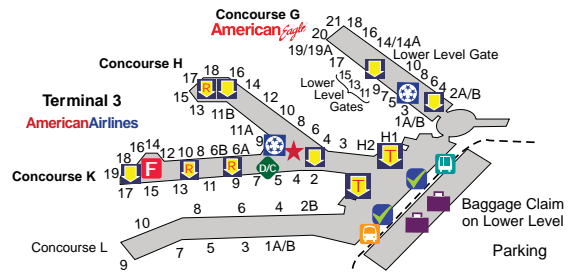 Concourse G
American Eagle
21 18
20 16
19/19A 14/14A
17 10
Lower Level Gate
8
6
4 2A/B
Lower
Level
Gates
15
13
11
9
7
5
3
1A/B
Concourse H
18 16
17 14
15 12
13 11B 10
11A 8
9 6
4
3 H2 H1
Terminal 3
AmericanAirlines
R
T
16 14
18 12 10 8 6B 6A
Concourse K
19 F R R D/C
17 15 13 11 9 7 5 4 2
T
10 8 6 4 2B
Concourse L
9 7 5 3 1A/B
Baggage Claim
on Lower Level
Parking